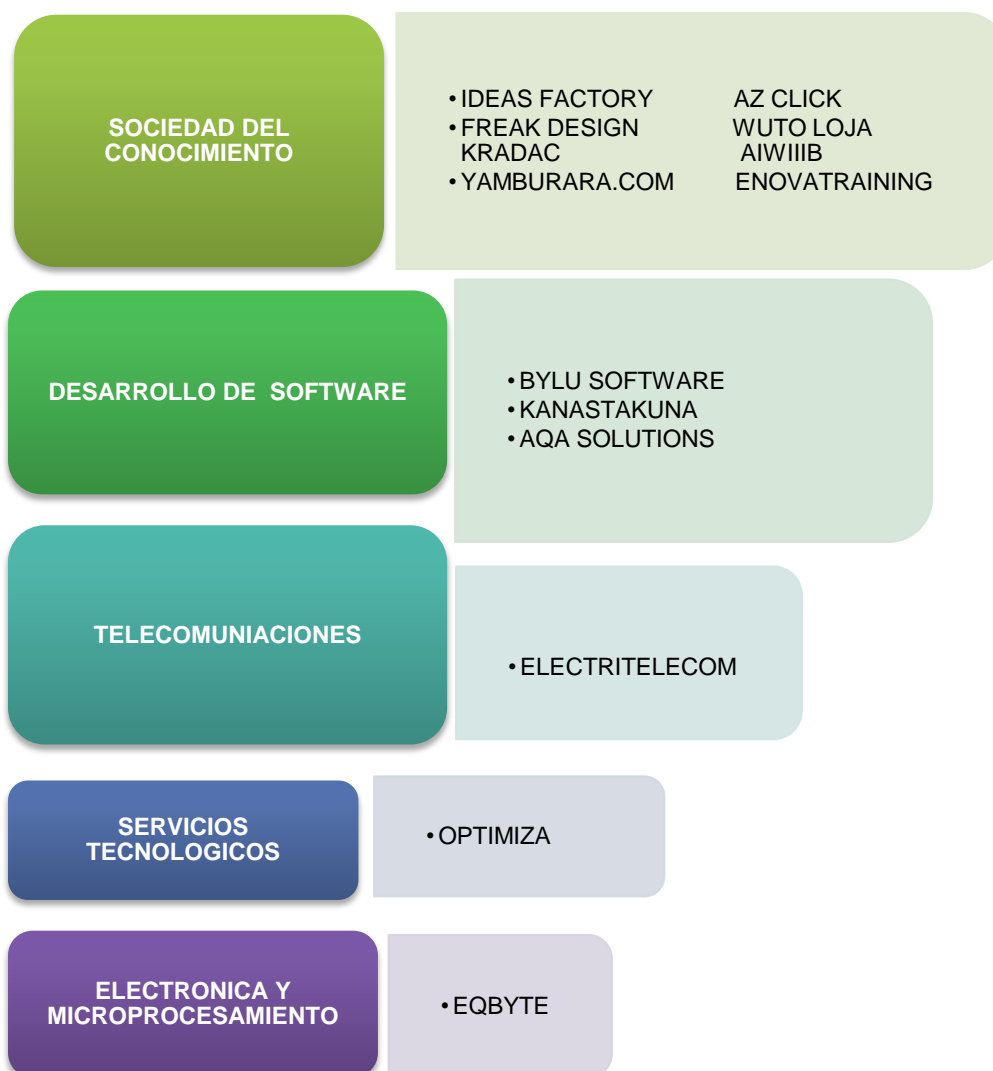 SOCIEDAD DEL
CONOCIMIENTO
• IDEAS FACTORY AZ CLICK
• FREAK DESIGN WUTO LOJA
KRADAC AIWIIIB
• YAMBURARA.COM ENOVATRAINING
DESARROLLO DE SOFTWARE
• BYLU SOFTWARE
• KANASTAKUNA
• AQA SOLUTIONS
TELECOMUNIACIONES
• ELECTRITELECOM
SERVICIOS
TECNOLOGICOS
• OPTIMIZA
ELECTRONICA Y
MICROPROCESAMIENTO
• EQBYTE